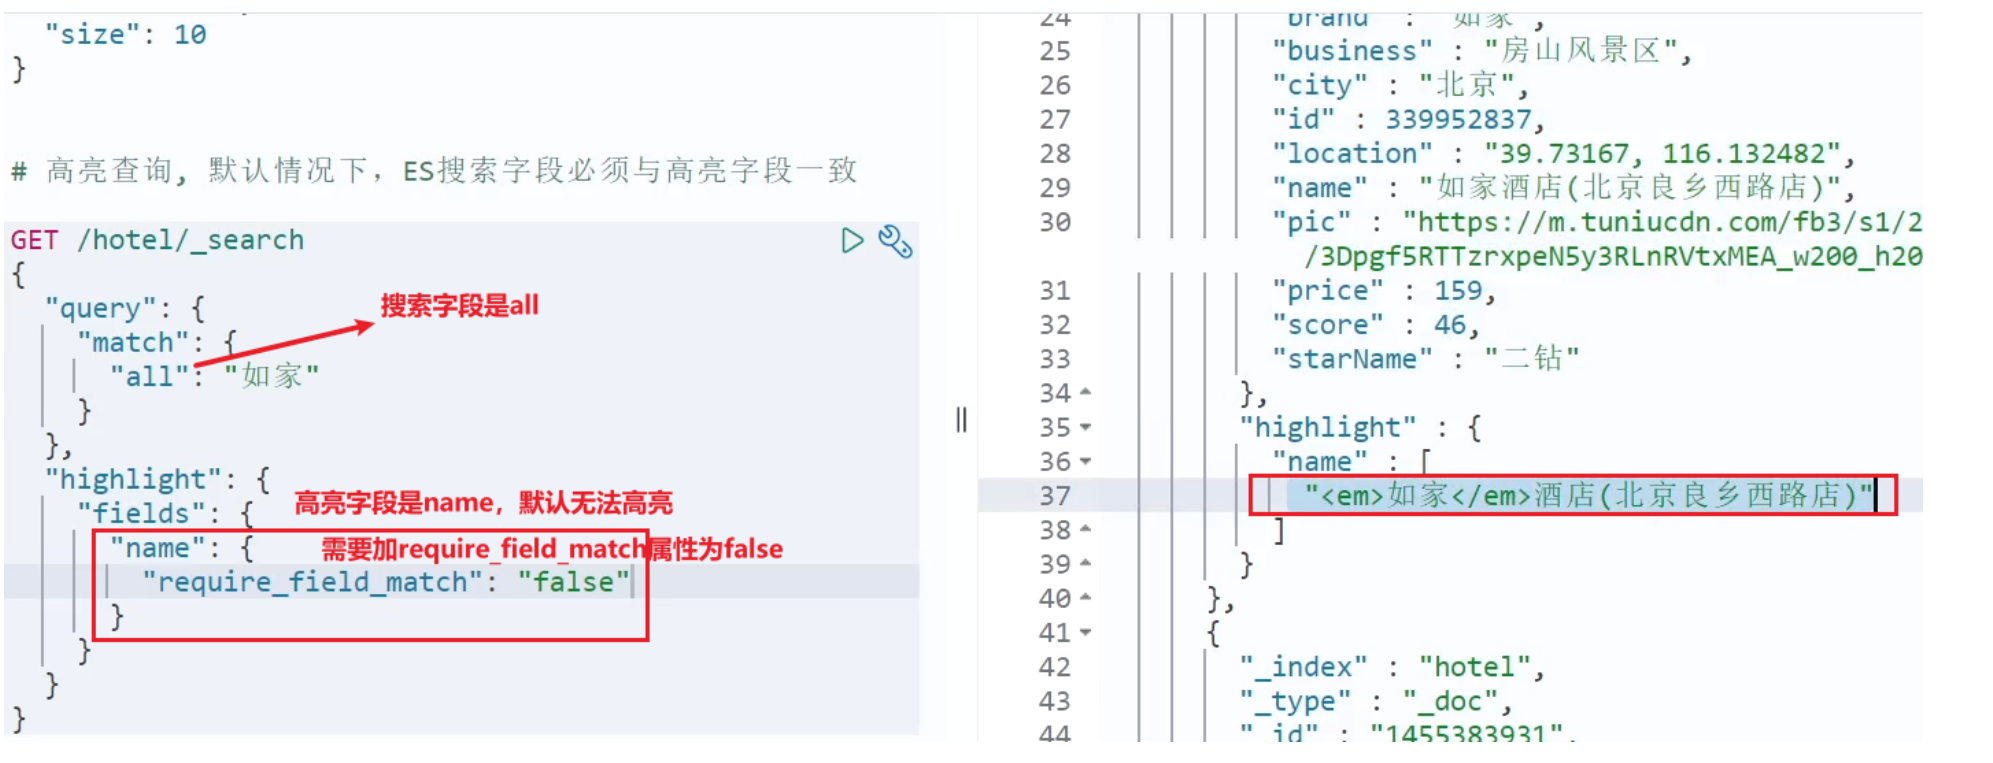 "size": 10
}
# 高亮查询, 默认情况下，ES搜索字段必须与高亮字段一致
GET /hotel/_search
{
"query": {
搜索字段是all
"match": {
"all": "如家"
}
},
"highlight": {
高亮字段是name，默认无法高亮
"fields": {
"name": {
需要加require_field_match属性为false
"require_field_match": "false"
}
}
}
}
24 "brand" : "如家",
25 "business" : "房山风景区",
26 "city" : "北京",
27 "id" : 339952837,
28 "location" : "39.73167, 116.132482",
29 "name" : "如家酒店(北京良乡西路店)",
30 "pic" : "https://m.tuniucdn.com/fb3/s1/2
/3Dpgf5RTTzrxpeN5y3RLnRVtxMEA_w200_h20
31 "price" : 159,
32 "score" : 46,
33 "starName" : "二钻"
34 },
35 "highlight" : {
36 "name" : [
37 "<em>如家</em>酒店(北京良乡西路店)"
38 ]
39 }
40 },
41 {
42 "_index" : "hotel",
43 "_type" : "_doc",
44 "_id" : "1455383931",